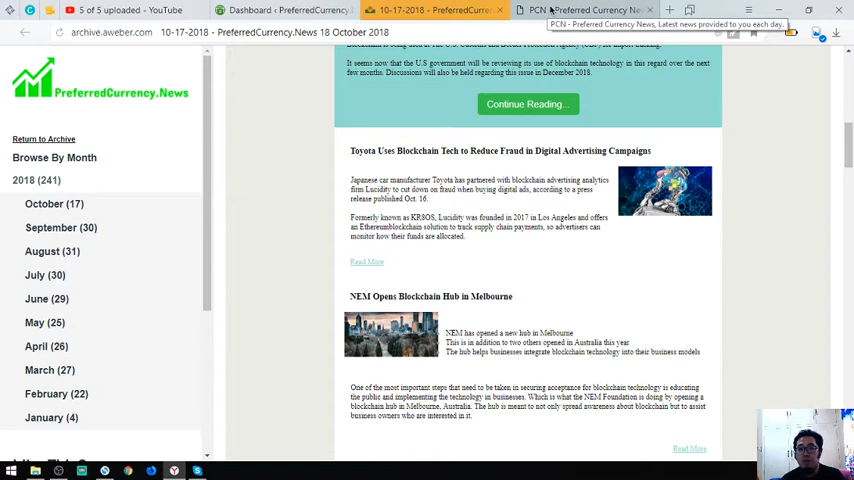 5 of 5 uploaded - YouTube
Dashboard ‹ PreferredCurrency.
10-17-2018 - PreferredCurre
PCN - Preferred Currency Ne
archive.aweber.com
10-17-2018 - PreferredCurrency.News 18 October 2018
PCN - Preferred Currency News, Latest news provided to you each day.
PreferredCurrency.News
Return to Archive
Browse By Month
2018 (241)
October (17)
September (30)
August (31)
July (30)
June (29)
May (25)
April (26)
March (27)
February (22)
January (4)
It seems now that the U.S government will be reviewing its use of blockchain technology in this regard over the next
few months. Discussions will also be held regarding this issue in December 2018.
Continue Reading...
Toyota Uses Blockchain Tech to Reduce Fraud in Digital Advertising Campaigns
Japanese car manufacturer Toyota has partnered with blockchain advertising analytics
firm Lucidity to cut down on fraud when buying digital ads, according to a press
release published Oct. 16.
Formerly known as KR8OS, Lucidity was founded in 2017 in Los Angeles and offers
an Ethereumblockchain solution to track supply chain payments, so advertisers can
monitor how their funds are allocated.
Read More
NEM Opens Blockchain Hub in Melbourne
NEM has opened a new hub in Melbourne
This is in addition to two others opened in Australia this year
The hub helps businesses integrate blockchain technology into their business models
One of the most important steps that need to be taken in securing acceptance for blockchain technology is educating
the public and implementing the technology in businesses. Which is what the NEM Foundation is doing by opening a
blockchain hub in Melbourne, Australia. The hub is meant to not only spread awareness about blockchain but to assist
business owners who are interested in it.
Read More